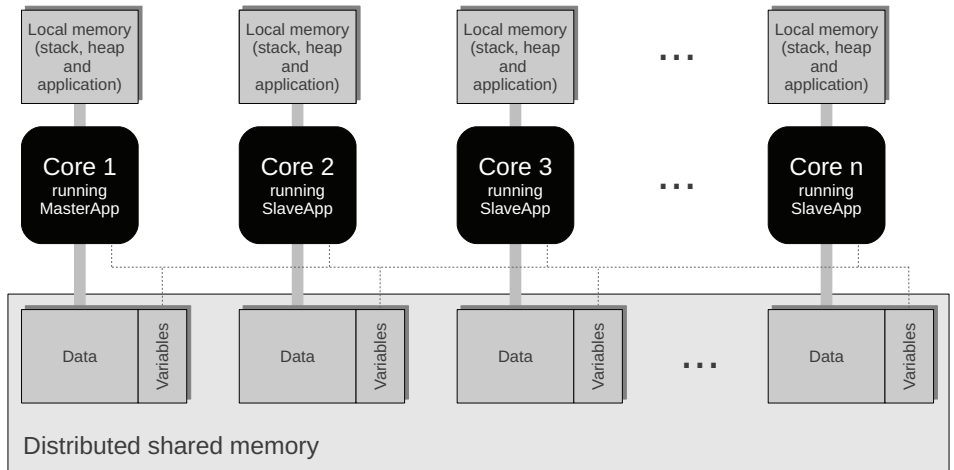 Local memory
(stack, heap
and
application)
Local memory
(stack, heap
and
application)
Local memory
(stack, heap
and
application)
...
Local memory
(stack, heap
and
application)
Core 1
running
MasterApp
Core 2
running
SlaveApp
Core 3
running
SlaveApp
...
Core n
running
SlaveApp
Data
Variables
Data
Variables
Data
Variables
...
Data
Variables
Distributed shared memory